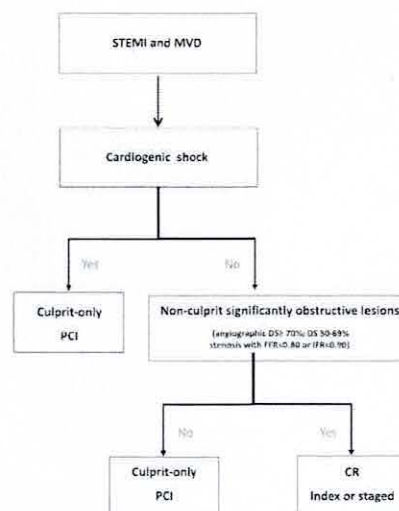 STEMI and MVD
Cardiogenic shock
Yes
No
Culprit-only
PCI
Non-culprit significantly obstructive lesions
(angiographic DS≥ 70%; DS 50-69%
stenosis with FFR≤0.80 or iFR≤0.90)
No
Yes
Culprit-only
PCI
CR
Index or staged